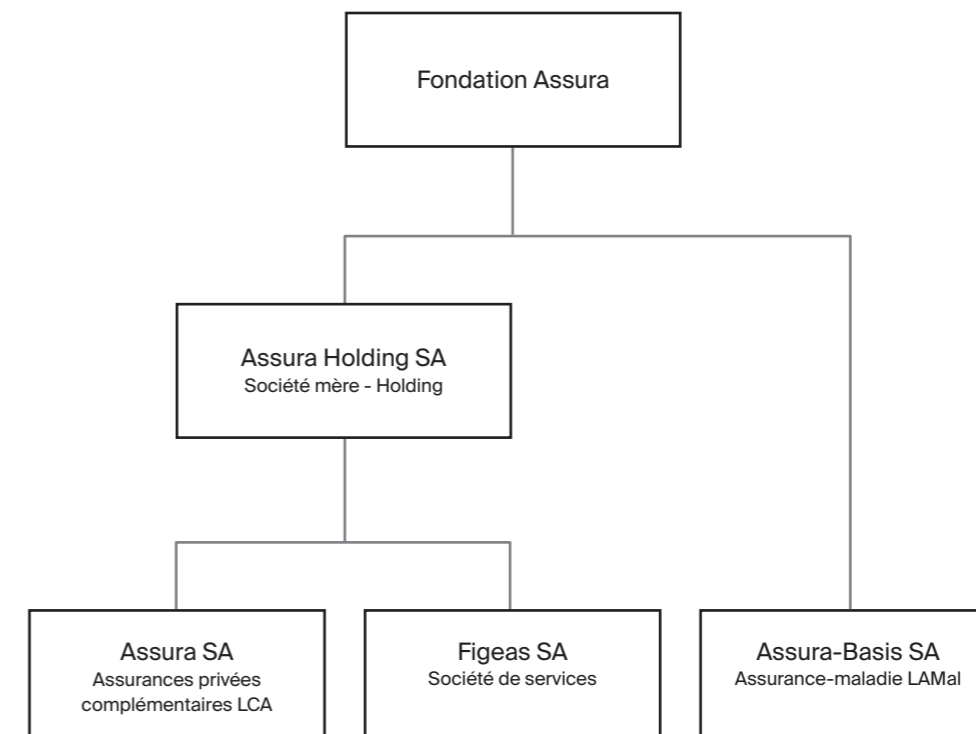 Fondation Assura
Assura Holding SA
Société mère - Holding
Assura SA
Assurances privées
complémentaires LCA
Figeas SA
Société de services
Assura-Basis SA
Assurance-maladie LAMal